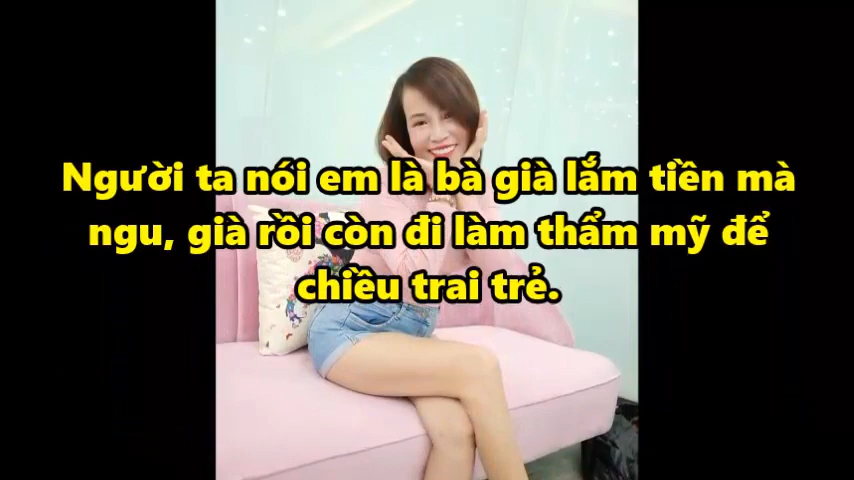 Người ta nói em là bà già lắm tiền mà
ngu, già rồi còn đi làm thẩm mỹ để
chiều trai trẻ.